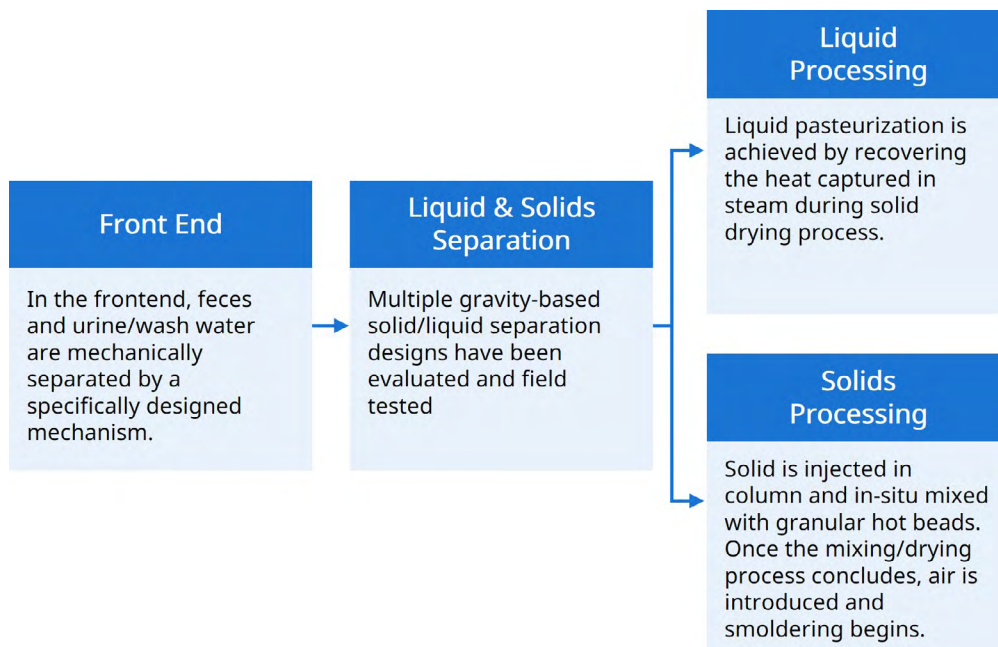 Front End
In the frontend, feces
and urine/wash water
are mechanically
separated by a
specifically designed
mechanism.
Liquid & Solids
Separation
Multiple gravity-based
solid/liquid separation
designs have been
evaluated and field
tested
Liquid
Processing
Liquid pasteurization is
achieved by recovering
the heat captured in
steam during solid
drying process.
Solids
Processing
Solid is injected in
column and in-situ mixed
with granular hot beads.
Once the mixing/drying
process concludes, air is
introduced and
smoldering begins.